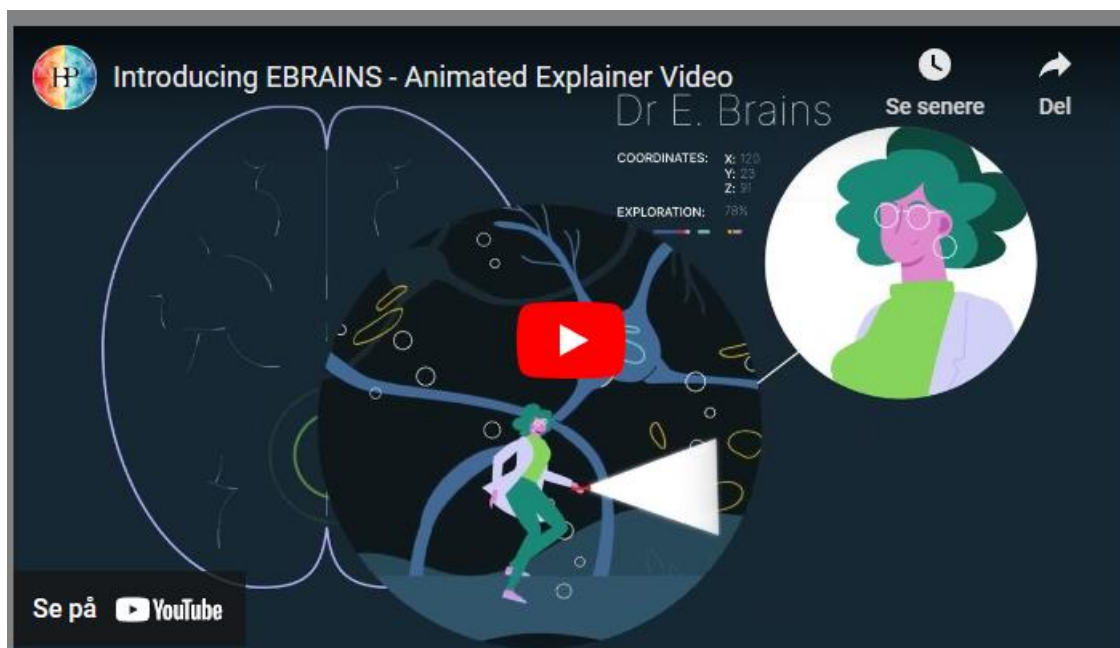 HP
Introducing EBRAINS - Animated Explainer Video
Se senere
Del
Dr E. Brains
COORDINATES: X: 120
Y: 23
Z: 91
EXPLORATION: 78%
Se på YouTube